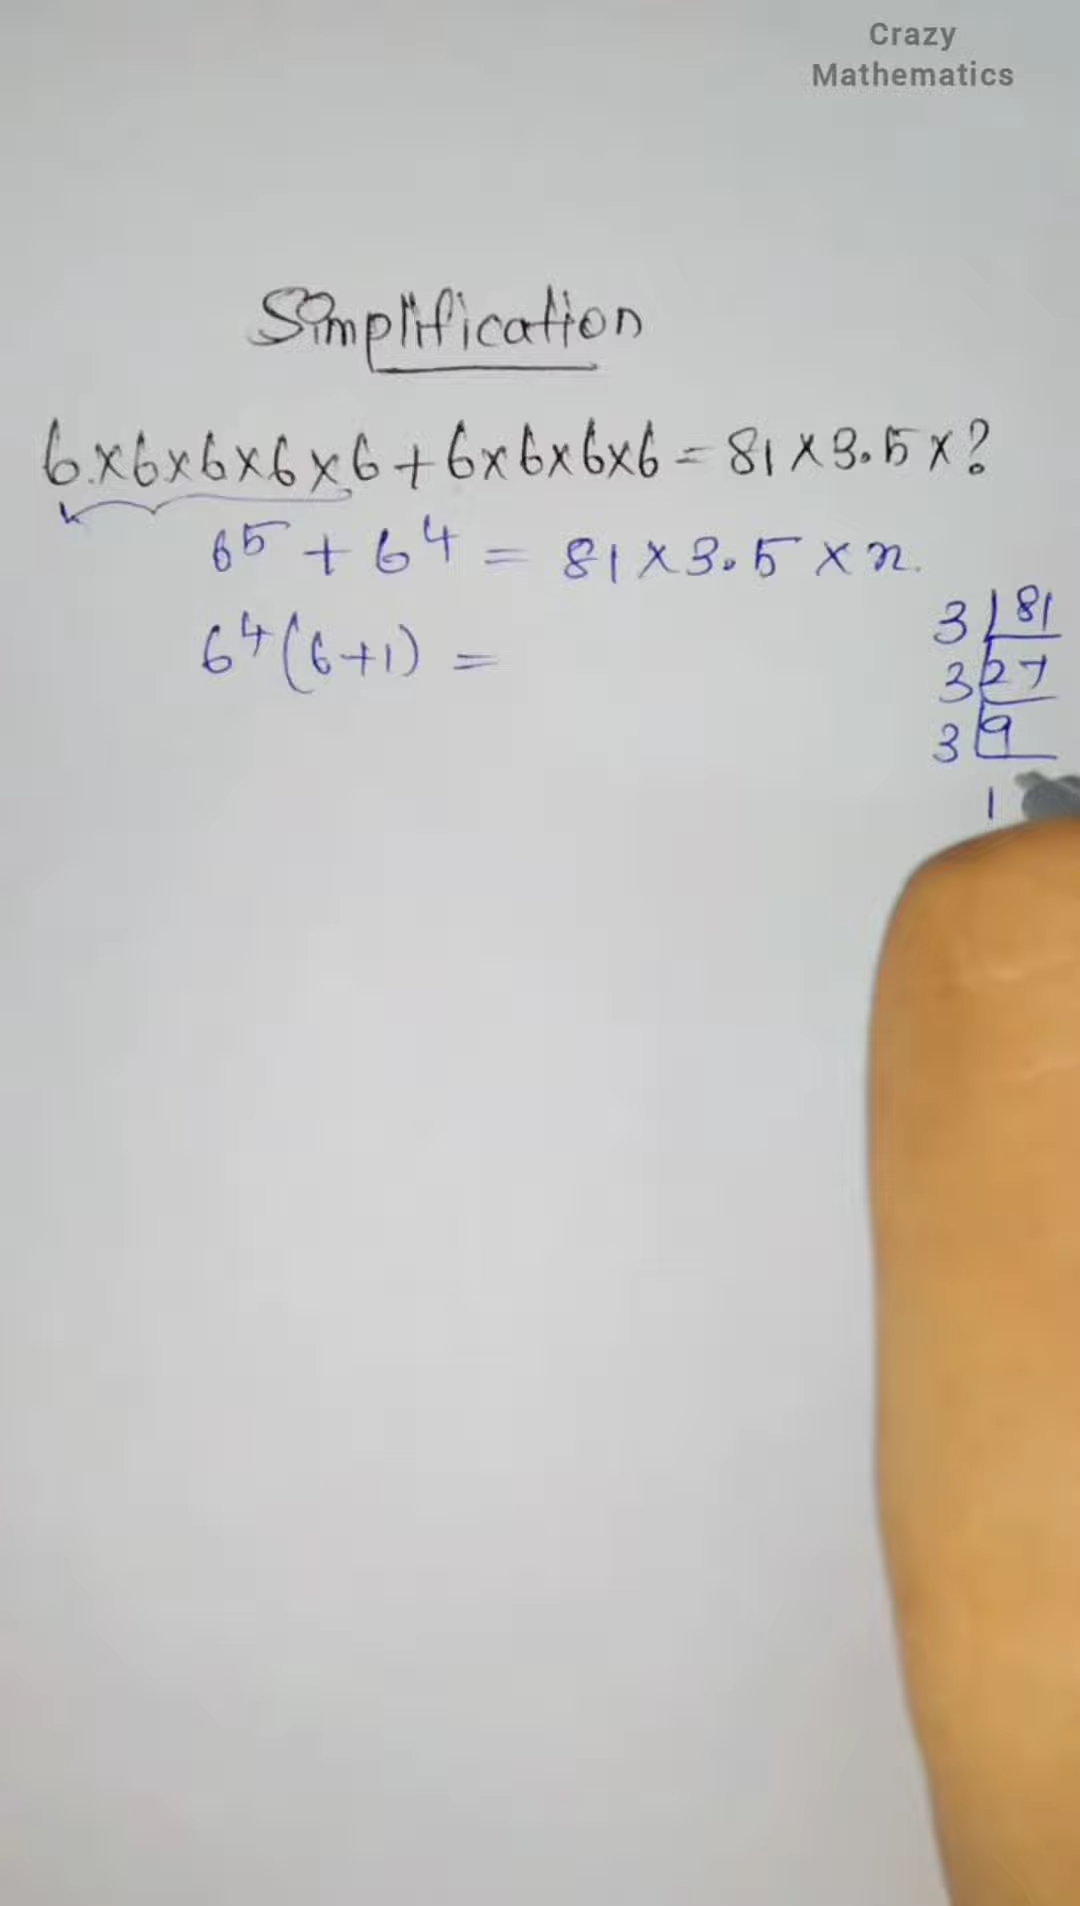 Crazy
Mathematics
Simplification
6.×6×6×6×6+6×6×6×6=81×3.5×?
6⁵+6⁴=81×3.5×n.
6⁴(6+1)=
3|81
3|27
3|9
1